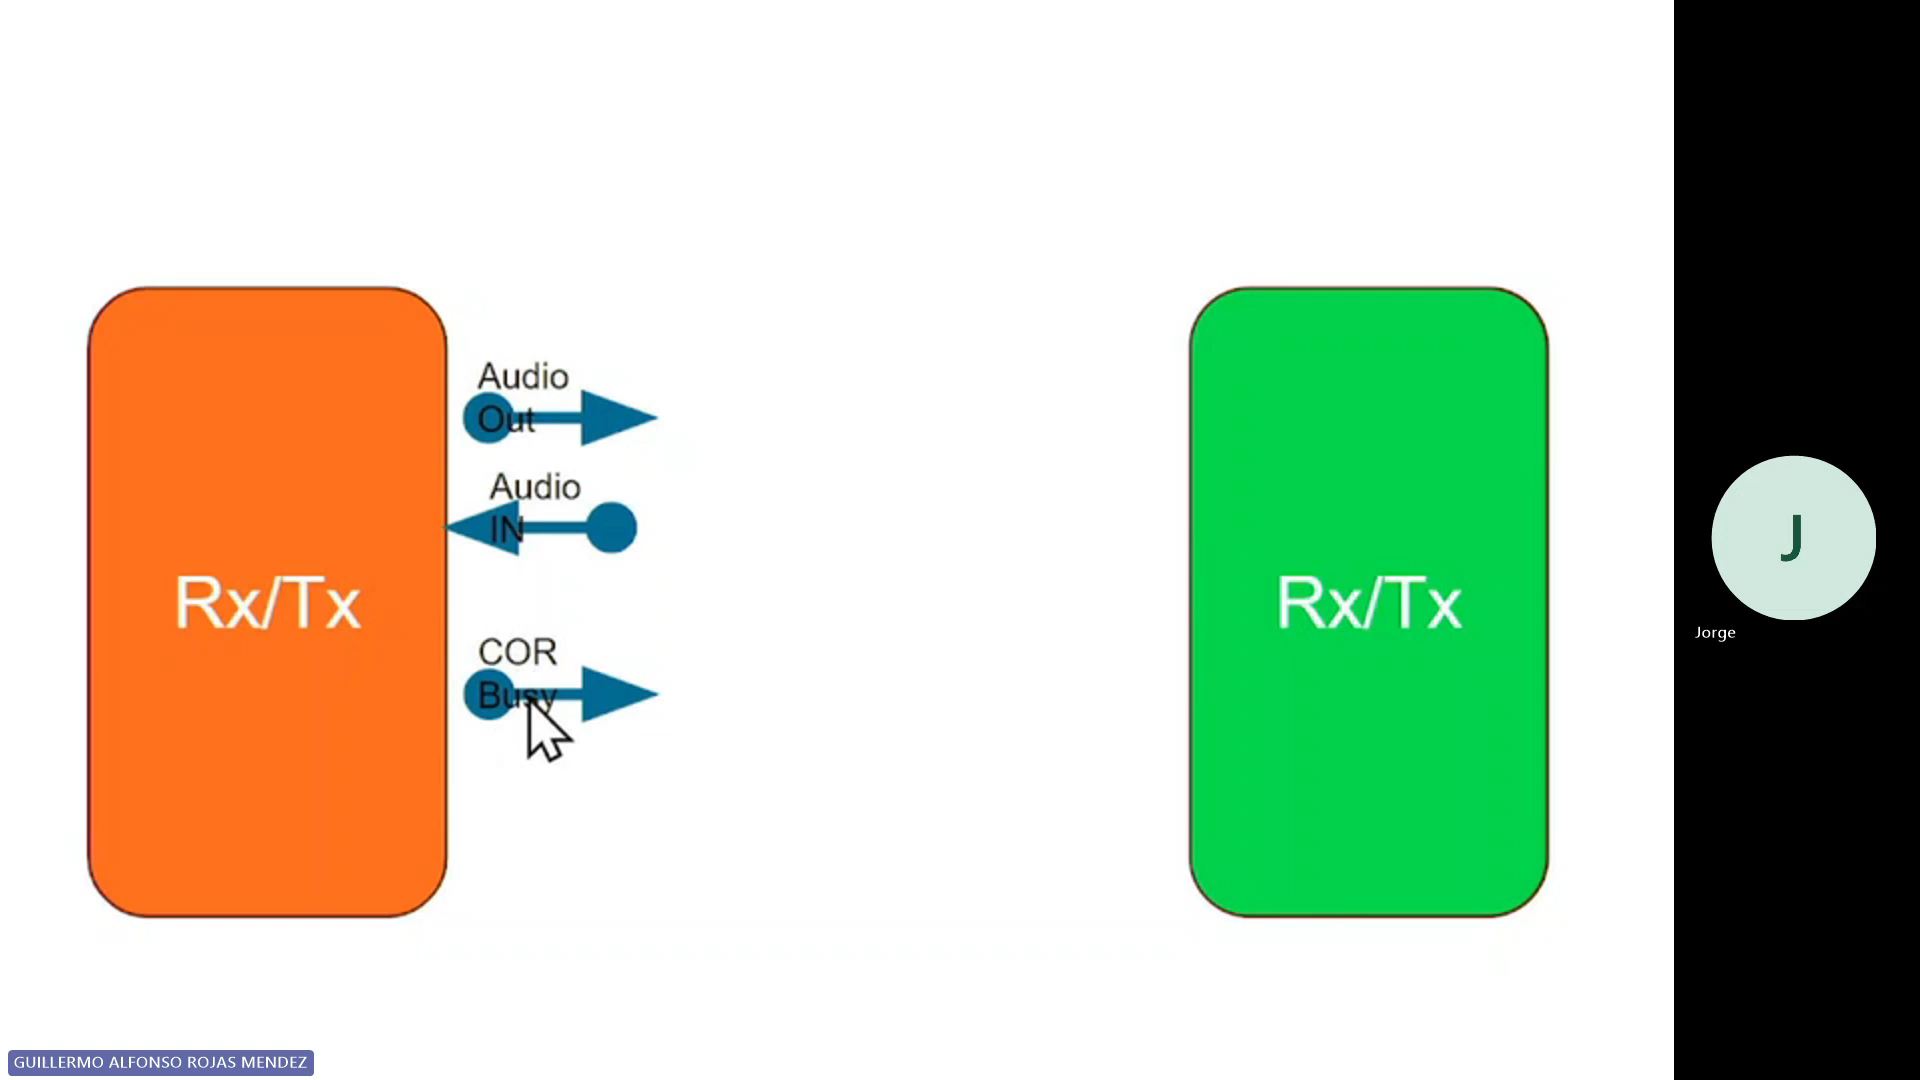 Audio
Out
Audio
IN
Rx/Tx
COR
Busy
Rx/Tx
J
Jorge
GUILLERMO ALFONSO ROJAS MENDEZ